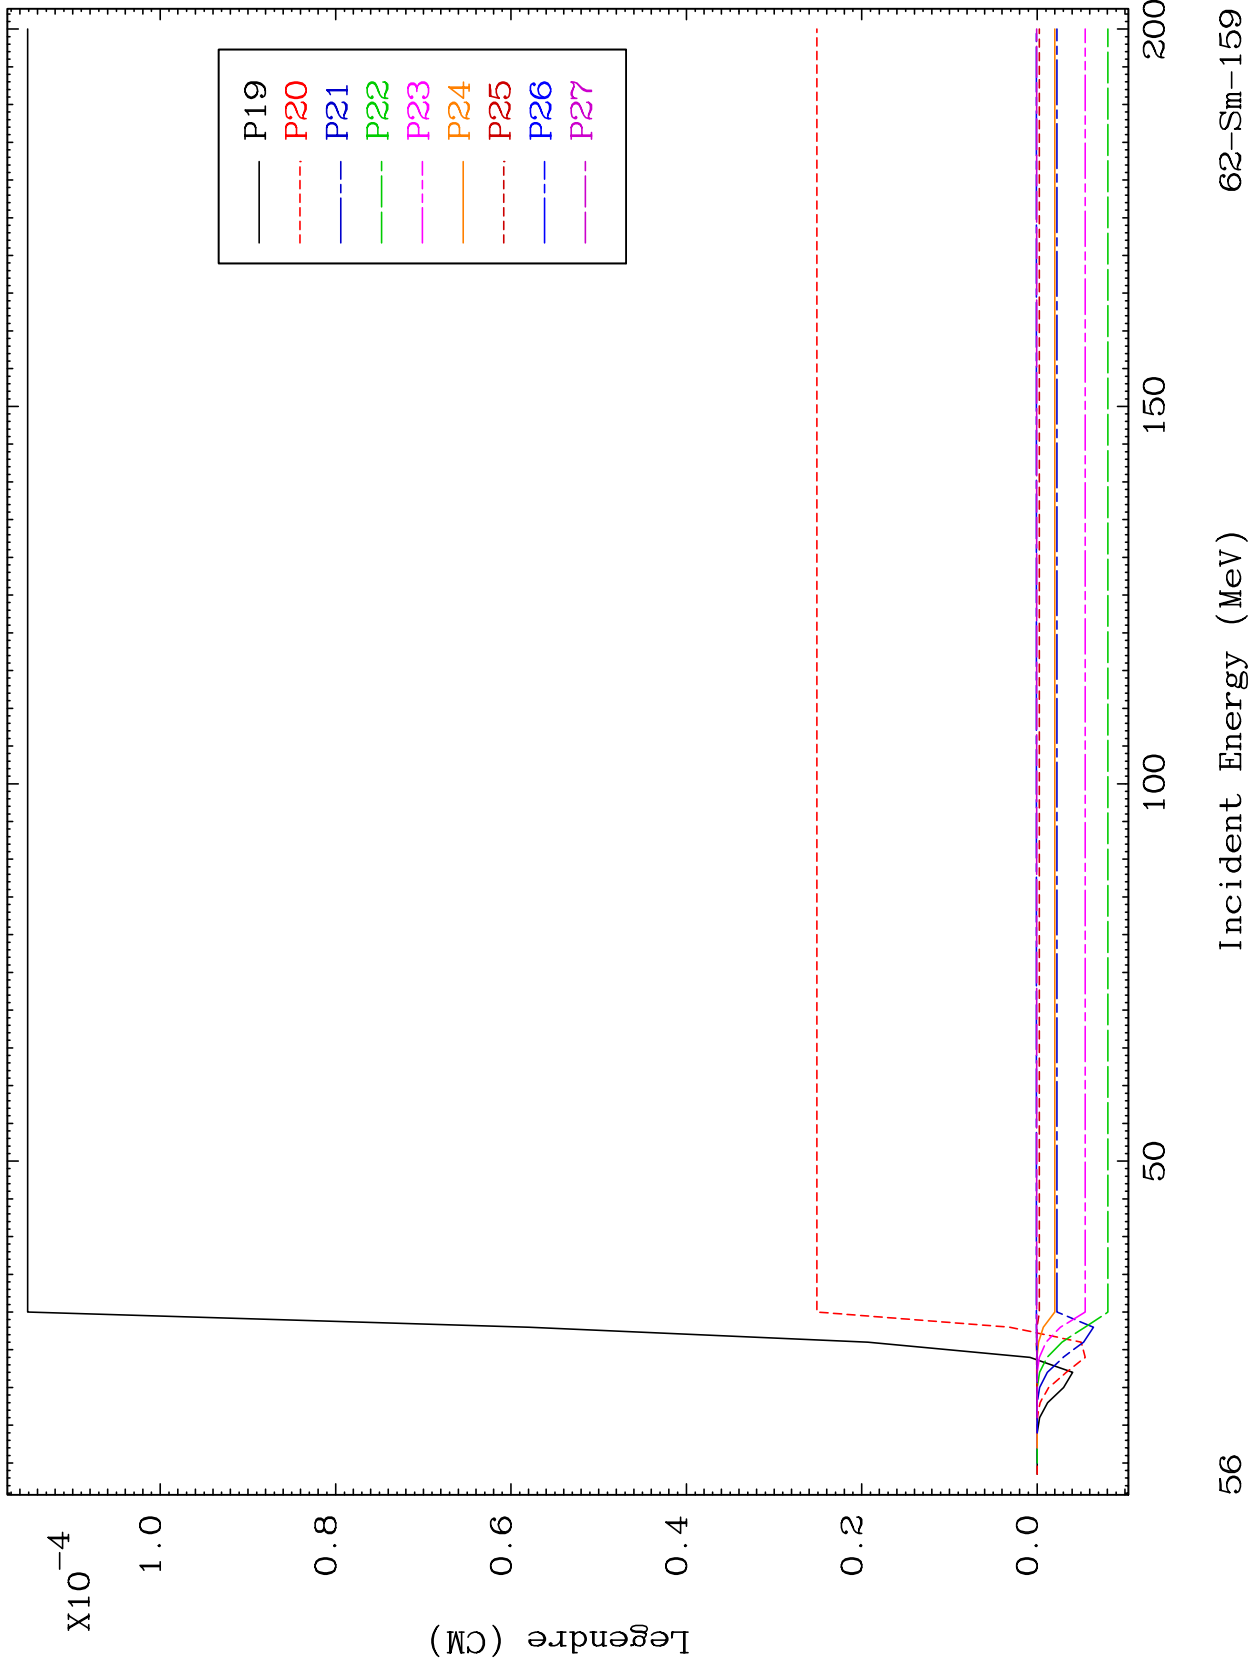 X10-4
1.0
0.8
0.6
0.4
0.2
0.0
Legendre (CM)
P19
P20
P21
P22
P23
P24
P25
P26
P27
50
100
150
200
Incident Energy (MeV)
56
62-Sm-159